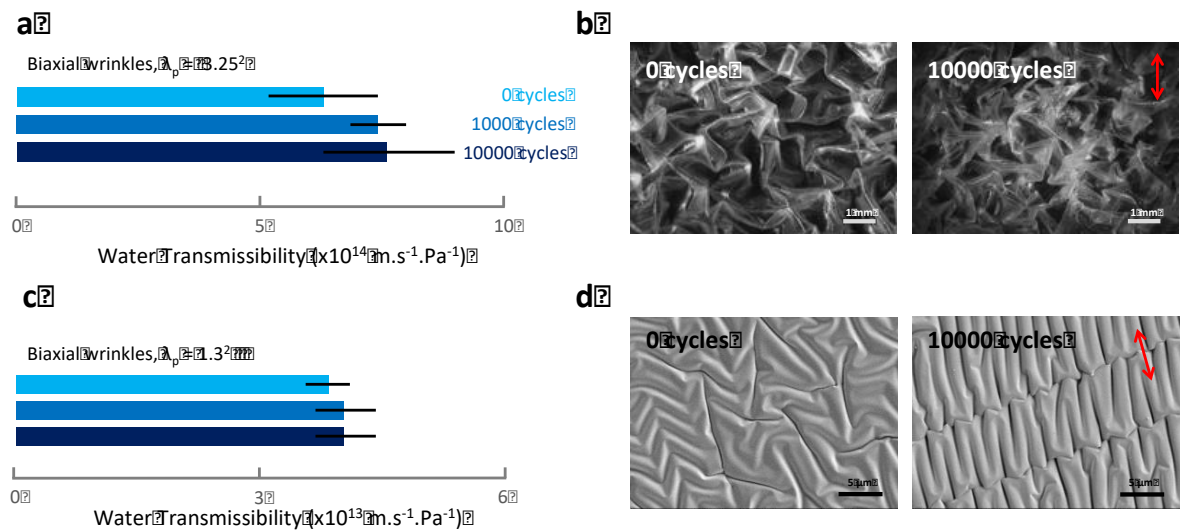 a
Biaxial wrinkles, λp = 3.25²
0 cycles
1000 cycles
10000 cycles
0 5 10
Water Transmissibility (x10¹⁴ m.s⁻¹.Pa⁻¹)
b
0 cycles
1 mm
10000 cycles
1 mm
c
Biaxial wrinkles, λp = 1.3²
0 3 6
Water Transmissibility (x10¹³ m.s⁻¹.Pa⁻¹)
d
0 cycles
5 µm
10000 cycles
5 µm